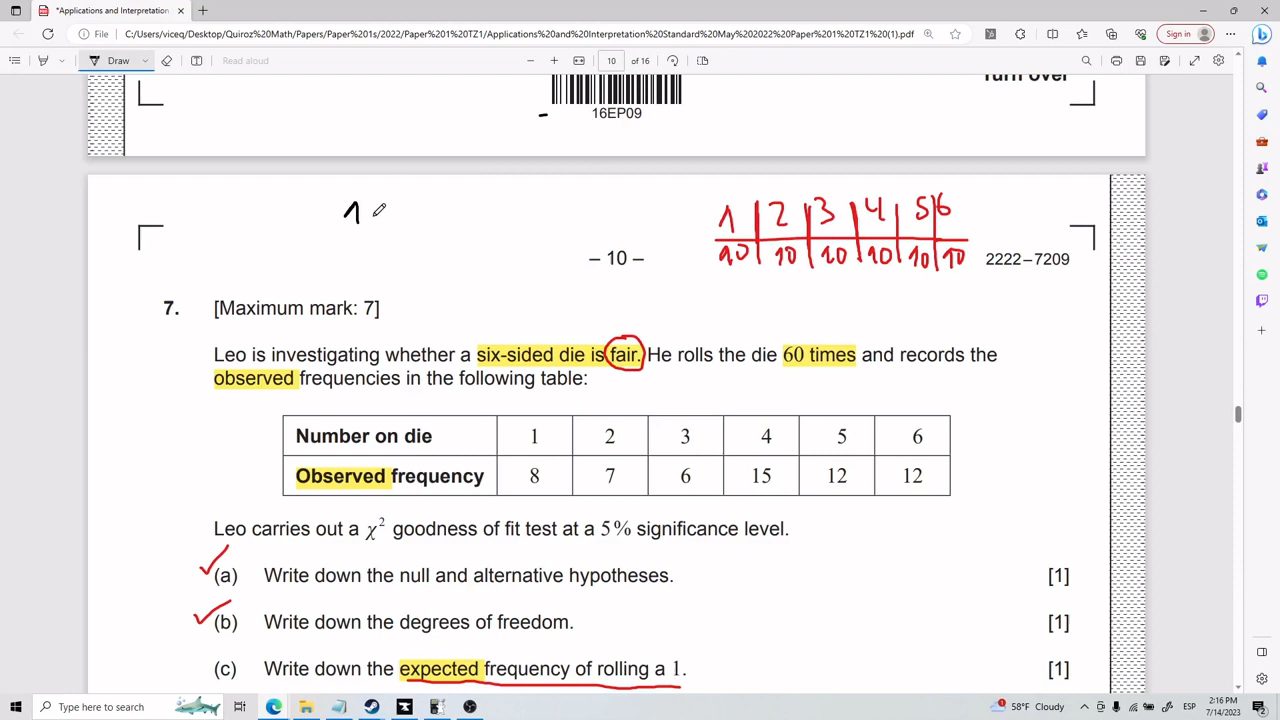 *Applications and Interpretation
File
C:/Users/viceq/Desktop/Quiroz%20Math/Papers/Paper%201s/2022/Paper%201%20TZ1/Applications%20and%20Interpretation%20Standard%20May%202022%20Paper%201%20TZ1%20(1).pdf
Sign in
Draw
Read aloud
10 of 16
Turn over
16EP09
1
1 2 3 4 5 6
10 10 10 10 10 10
– 10 –
2222–7209
7. [Maximum mark: 7]
Leo is investigating whether a six-sided die is fair. He rolls the die 60 times and records the
observed frequencies in the following table:
Number on die 1 2 3 4 5 6
Observed frequency 8 7 6 15 12 12
Leo carries out a χ² goodness of fit test at a 5% significance level.
(a) Write down the null and alternative hypotheses. [1]
(b) Write down the degrees of freedom. [1]
(c) Write down the expected frequency of rolling a 1. [1]
Type here to search
58°F Cloudy
ESP
2:16 PM
7/14/2023